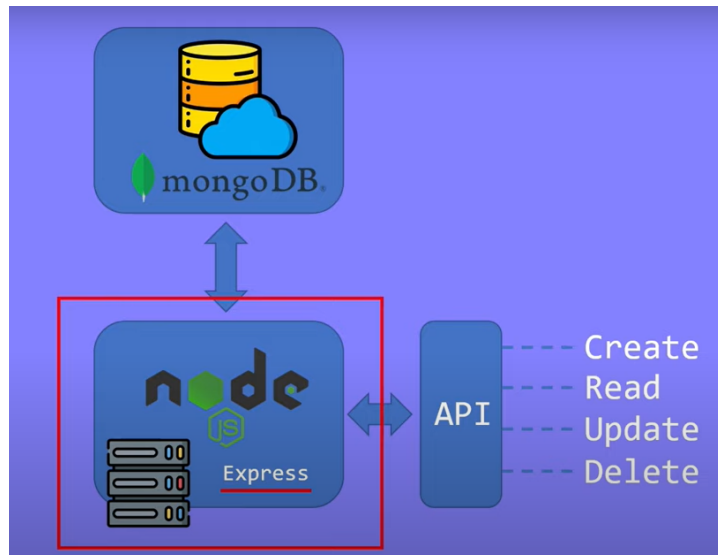 mongoDB®
node
JS
Express
API
Create
Read
Update
Delete